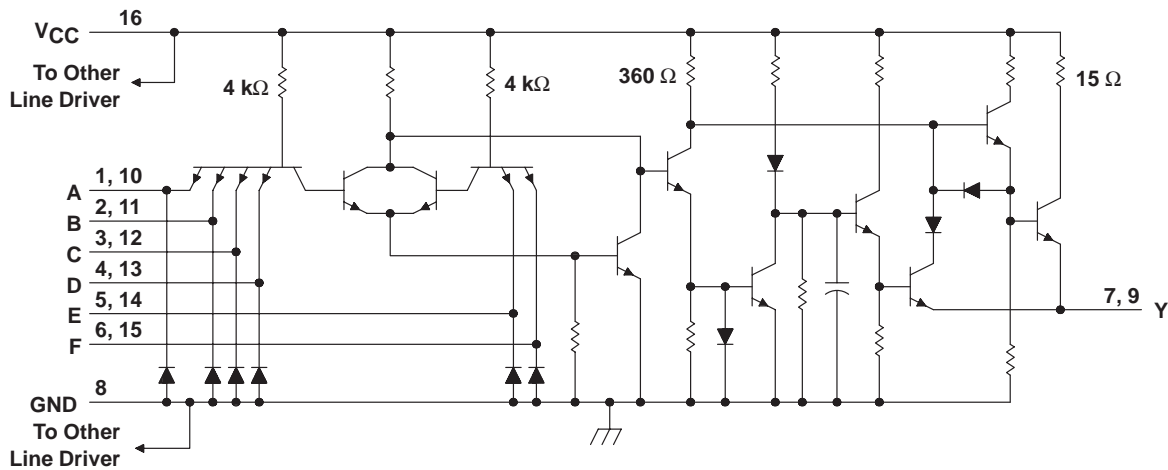 VCC 16
To Other
Line Driver
4 kΩ
4 kΩ
360 Ω
15 Ω
A 1, 10
B 2, 11
C 3, 12
D 4, 13
E 5, 14
F 6, 15
7, 9 Y
GND 8
To Other
Line Driver